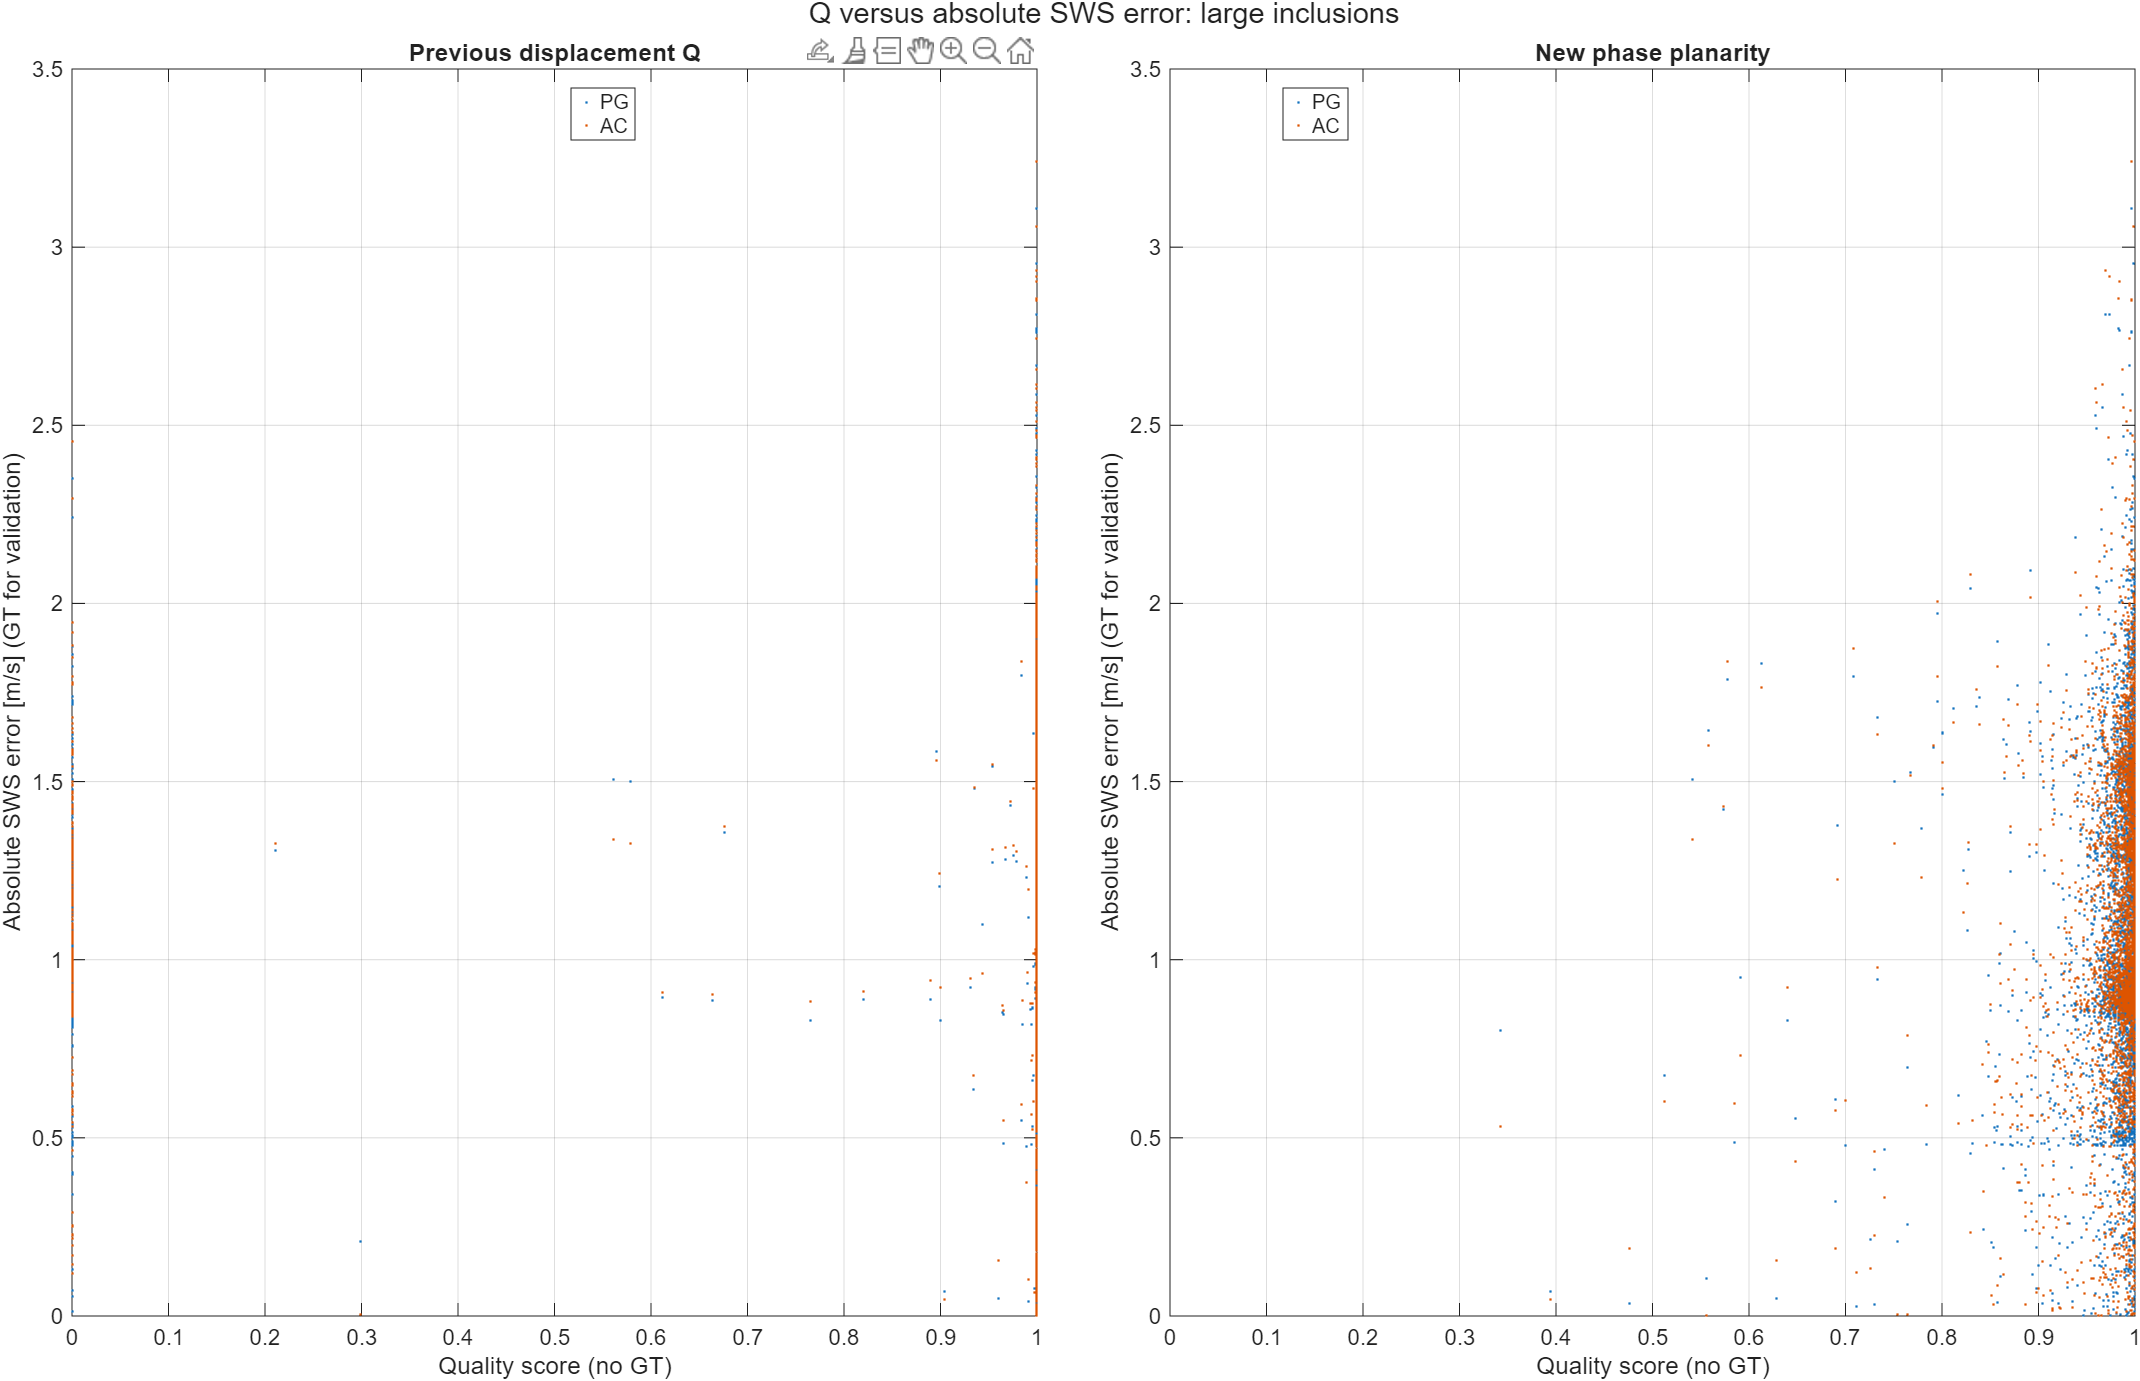 Q versus absolute SWS error: large inclusions
Previous displacement Q
PG
AC
3.5
3
2.5
2
1.5
1
0.5
0
Absolute SWS error [m/s] (GT for validation)
0 0.1 0.2 0.3 0.4 0.5 0.6 0.7 0.8 0.9 1
Quality score (no GT)
New phase planarity
PG
AC
3.5
3
2.5
2
1.5
1
0.5
0
Absolute SWS error [m/s] (GT for validation)
0 0.1 0.2 0.3 0.4 0.5 0.6 0.7 0.8 0.9 1
Quality score (no GT)